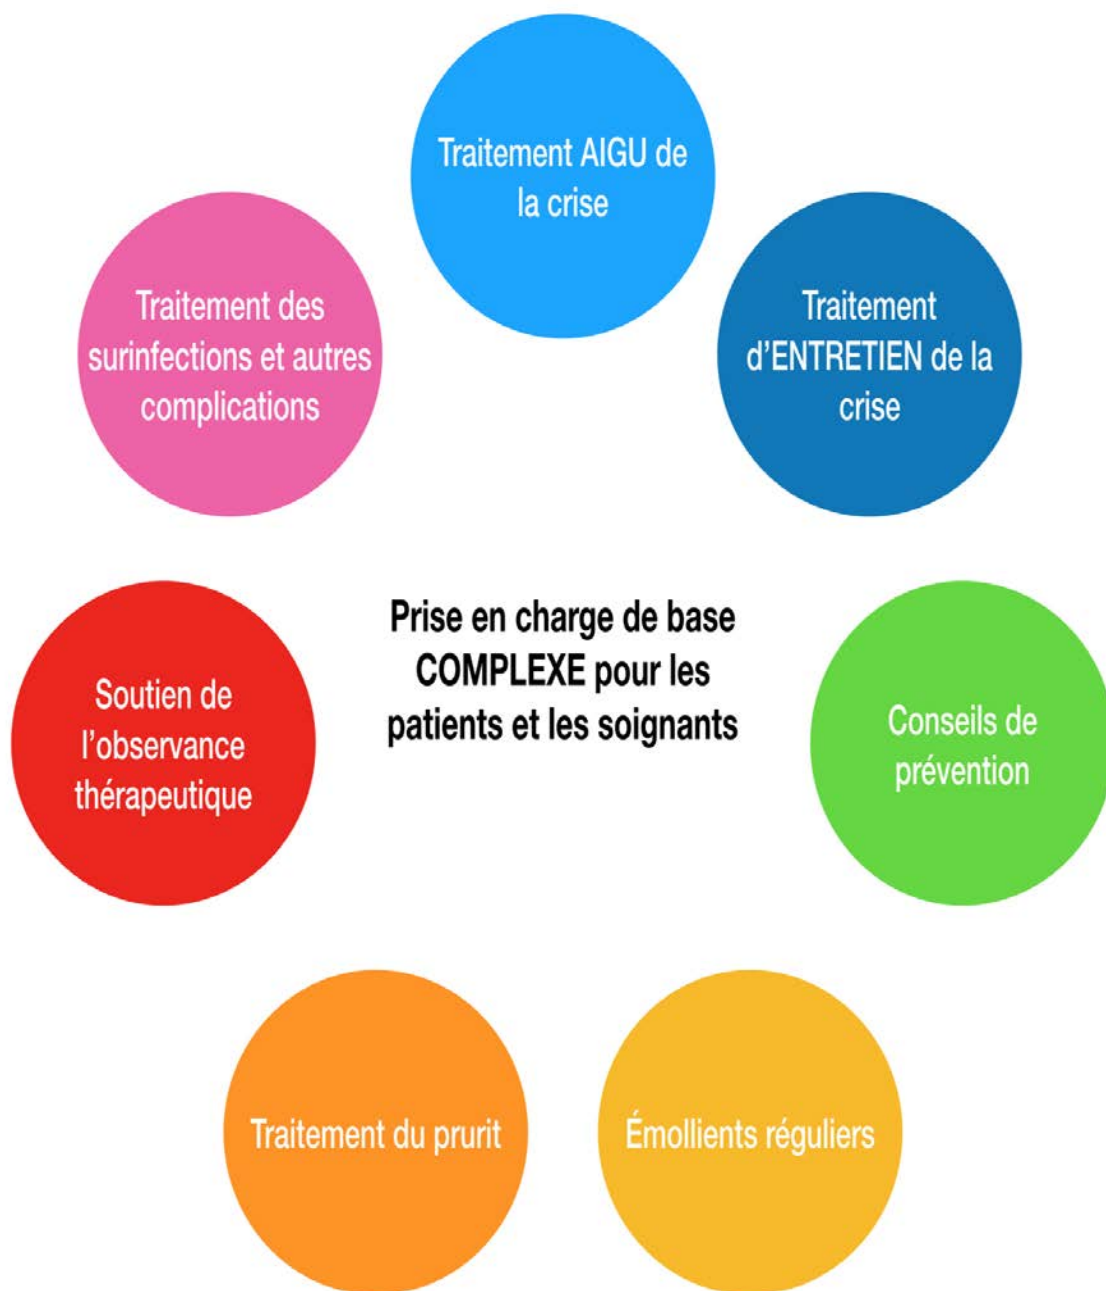 Traitement AIGU de
la crise
Traitement
d’ENTRETIEN de la
crise
Conseils de
prévention
Émollients réguliers
Traitement du prurit
Soutien de
l’observance
thérapeutique
Traitement des
surinfections et autres
complications
Prise en charge de base
COMPLEXE pour les
patients et les soignants